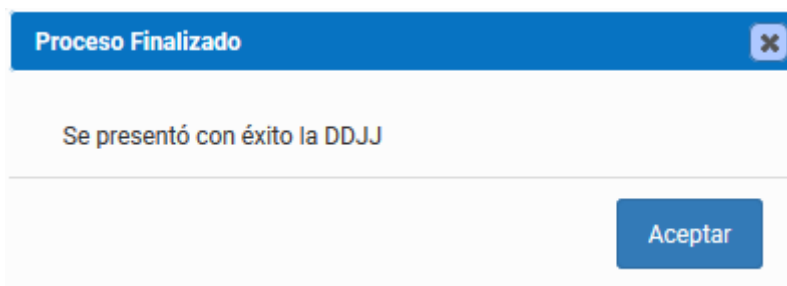 Proceso Finalizado
Se presentó con éxito la DDJJ
Aceptar